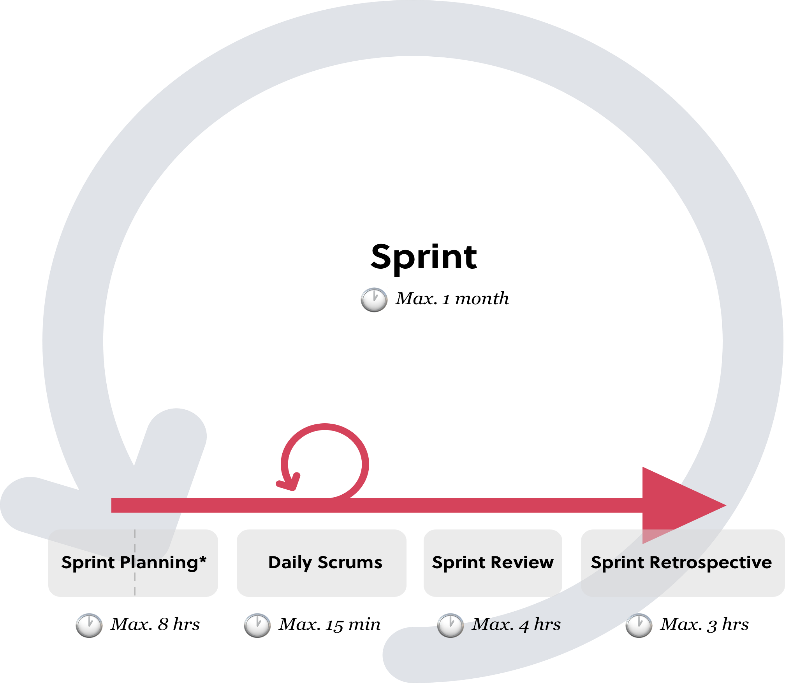 Sprint
Max. 1 month
Sprint Planning*
Daily Scrums
Sprint Review
Sprint Retrospective
Max. 8 hrs
Max. 15 min
Max. 4 hrs
Max. 3 hrs